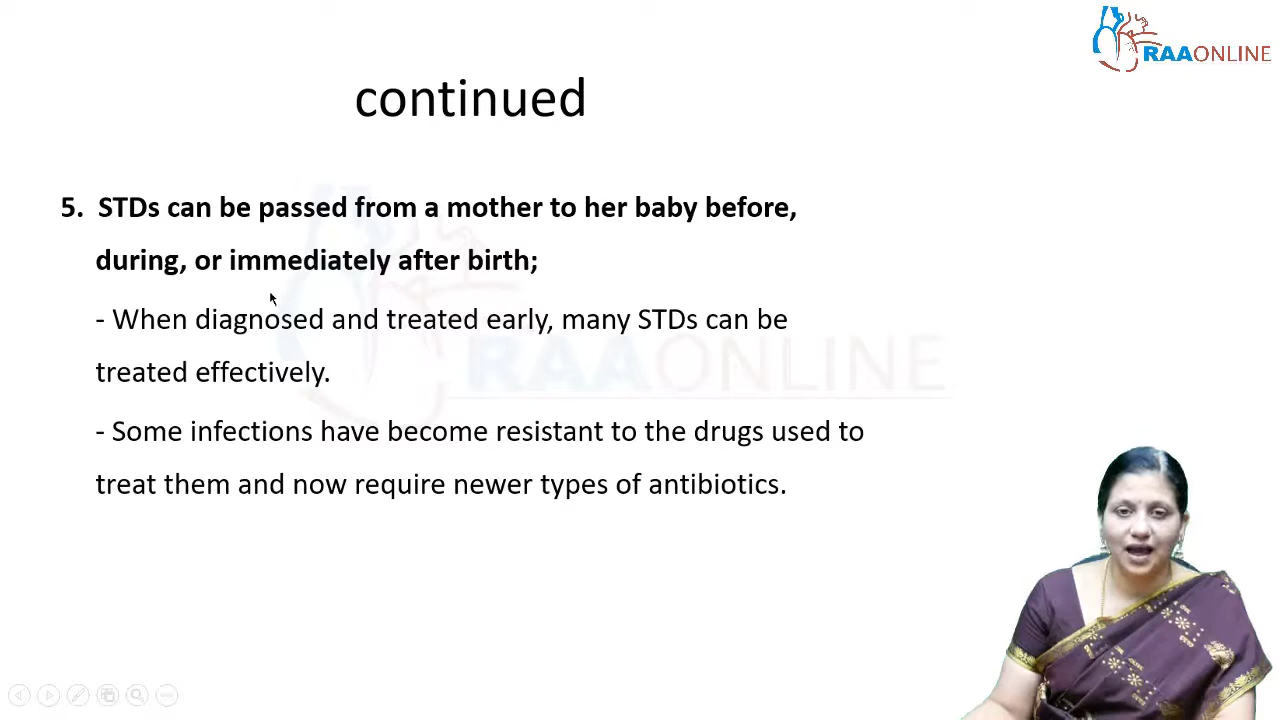 RAAONLINE
continued
5. STDs can be passed from a mother to her baby before,
during, or immediately after birth;
- When diagnosed and treated early, many STDs can be
treated effectively.
RAAONLINE
- Some infections have become resistant to the drugs used to
treat them and now require newer types of antibiotics.